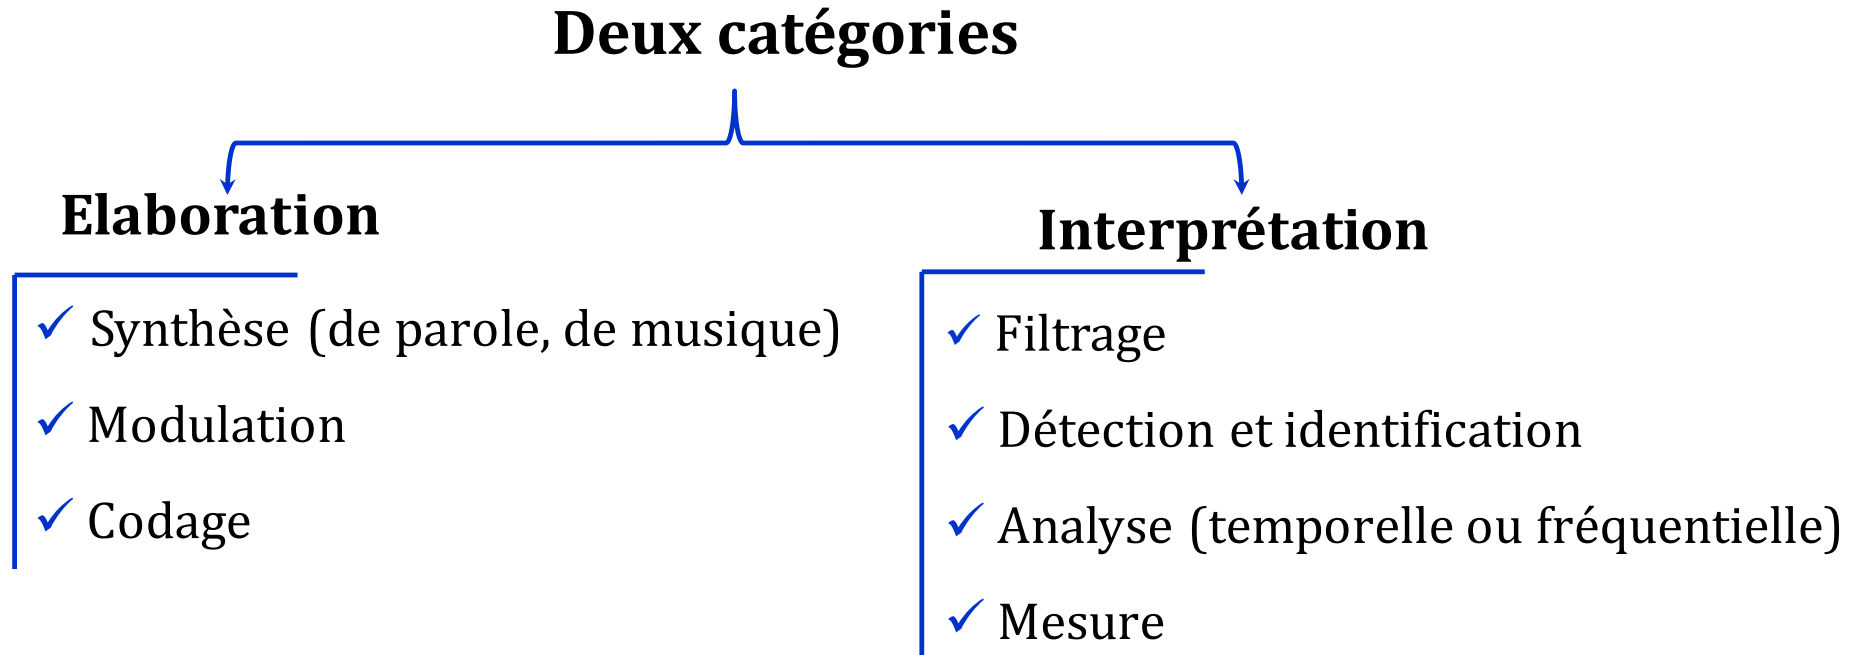 Deux catégories
Elaboration
Synthèse (de parole, de musique)
Modulation
Codage
Interprétation
Filtrage
Détection et identification
Analyse (temporelle ou fréquentielle)
Mesure